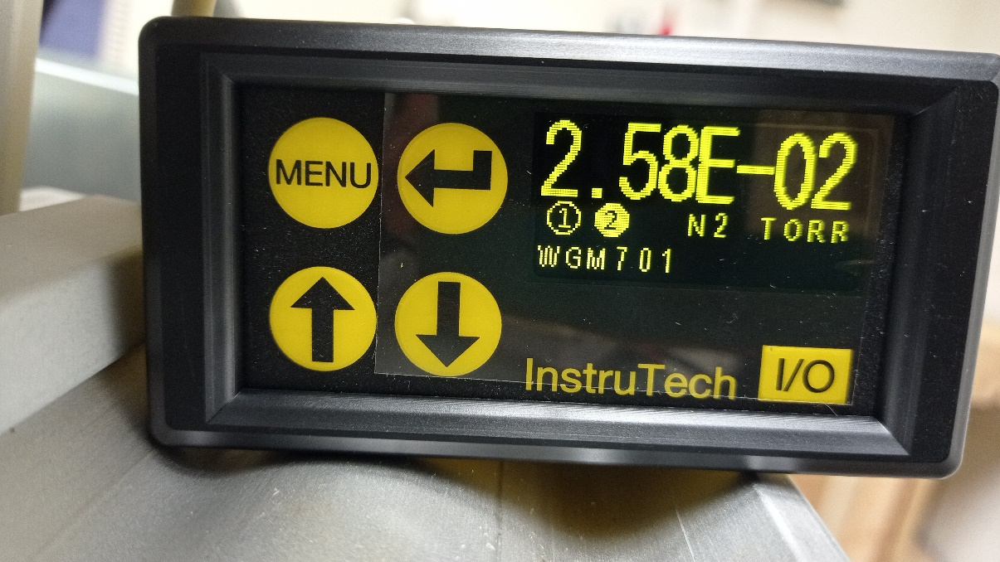 MENU
2.58E-02
① ② N2 TORR
WGM701
InstruTech
I/O